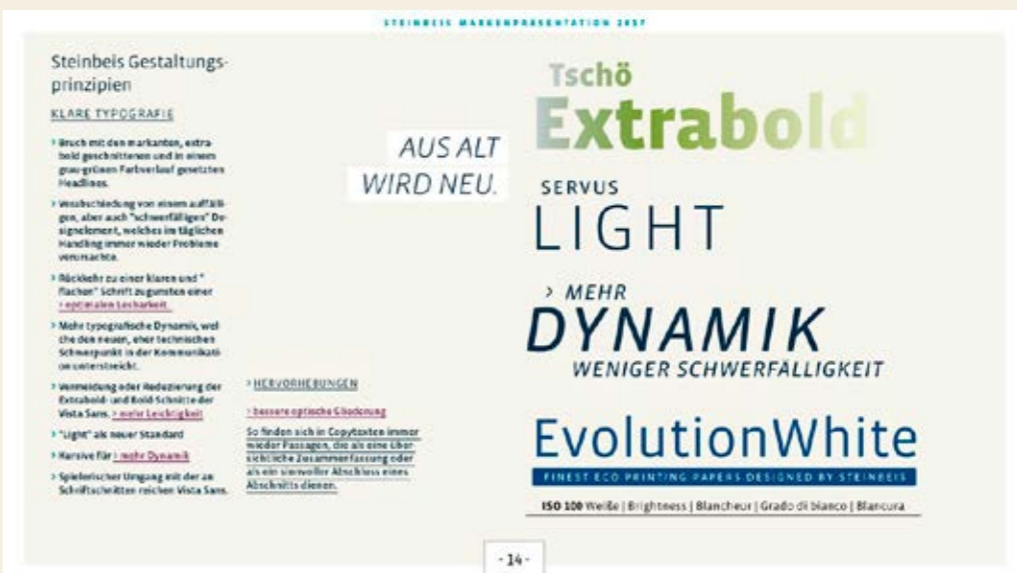 STEINBEIS MARKENPRÄSENTATION 2017
Steinbeis Gestaltungs-
prinzipien
KLARE TYPOGRAFIE
> Bruch mit den markanten, extra-
bold geschnittenen und in einem
grau-grünen Farbverlauf gesetzten
Headlines.
> Verabschiedung von einem auffälli-
gen, aber auch "schwerfälligen" De-
signelement, welches im täglichen
Handling immer wieder Probleme
verursachte.
> Rückkehr zu einer klaren und "
flachen" Schrift zugunsten einer
> optimalen Lesbarkeit.
> Mehr typografische Dynamik, wel
che den neuen, eher technischen
Schwerpunkt in der Kommunikati
on unterstreicht.
> Vermeidung oder Reduzierung der
Extrabold- und Bold-Schnitte der
Vista Sans. > mehr Leichtigkeit
> "Light" als neuer Standard
> Kursive für > mehr Dynamik
> Spielerischer Umgang mit der an
Schriftschnitten reichen Vista Sans.
AUS ALT
WIRD NEU.
> HERVORHEBUNGEN
> bessere optische Gliederung
So finden sich in Copytexten immer
wieder Passagen, die als eine über
sichtliche Zusammenfassung oder
als ein sinnvoller Abschluss eines
Abschnitts dienen.
Tschö
Extrabold
SERVUS
LIGHT
> MEHR
DYNAMIK
WENIGER SCHWERFÄLLIGKEIT
EvolutionWhite
FINEST ECO PRINTING PAPERS DESIGNED BY STEINBEIS
ISO 100 Weiße | Brightness | Blancheur | Grado di bianco | Blancura
- 14 -